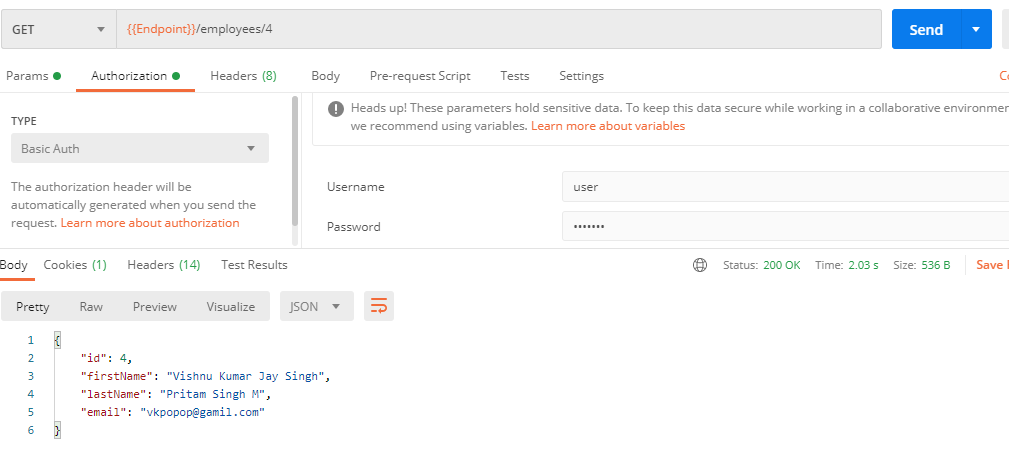 GET {{Endpoint}}/employees/4 Send
Params Authorization Headers (8) Body Pre-request Script Tests Settings
TYPE
Basic Auth
The authorization header will be
automatically generated when you send the
request. Learn more about authorization
Heads up! These parameters hold sensitive data. To keep this data secure while working in a collaborative environmen
we recommend using variables. Learn more about variables
Username user
Password •••••••
Body Cookies (1) Headers (14) Test Results Status: 200 OK Time: 2.03 s Size: 536 B Save
Pretty Raw Preview Visualize JSON
1 {
2 "id": 4,
3 "firstName": "Vishnu Kumar Jay Singh",
4 "lastName": "Pritam Singh M",
5 "email": "vkpopop@gamil.com"
6 }